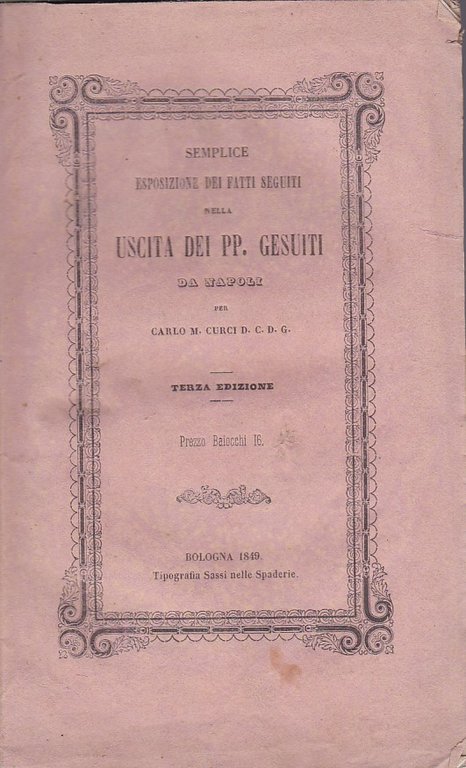 SEMPLICE
ESPOSIZIONE DEI FATTI SEGUITI
NELLA
USCITA DEI PP. GESUITI
DA NAPOLI
PER
CARLO M. CURCI D. C. D. G.
TERZA EDIZIONE
Prezzo Baiocchi 16.
BOLOGNA 1849.
Tipografia Sassi nelle Spaderie.